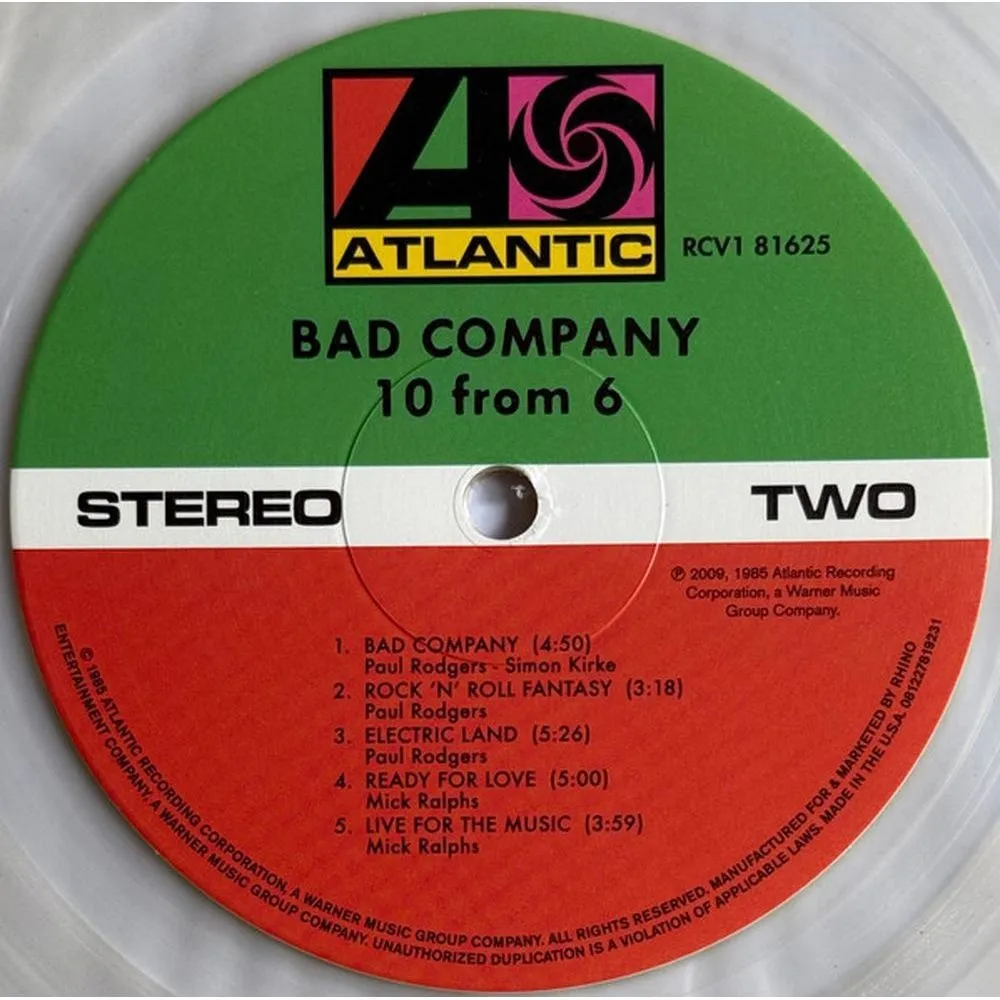 ATLANTIC
RCV1 81625
BAD COMPANY
10 from 6
STEREO
TWO
℗ 2009, 1985 Atlantic Recording
Corporation, a Warner Music
Group Company.
1. BAD COMPANY (4:50)
Paul Rodgers - Simon Kirke
2. ROCK 'N' ROLL FANTASY (3:18)
Paul Rodgers
3. ELECTRIC LAND (5:26)
Paul Rodgers
4. READY FOR LOVE (5:00)
Mick Ralphs
5. LIVE FOR THE MUSIC (3:59)
Mick Ralphs
© 1985 ATLANTIC RECORDING CORPORATION, A WARNER MUSIC GROUP COMPANY. ALL RIGHTS RESERVED. MANUFACTURED FOR & MARKETED BY RHINO
ENTERTAINMENT COMPANY, A WARNER MUSIC GROUP COMPANY. UNAUTHORIZED DUPLICATION IS A VIOLATION OF APPLICABLE LAWS. MADE IN THE U.S.A. 081227819231